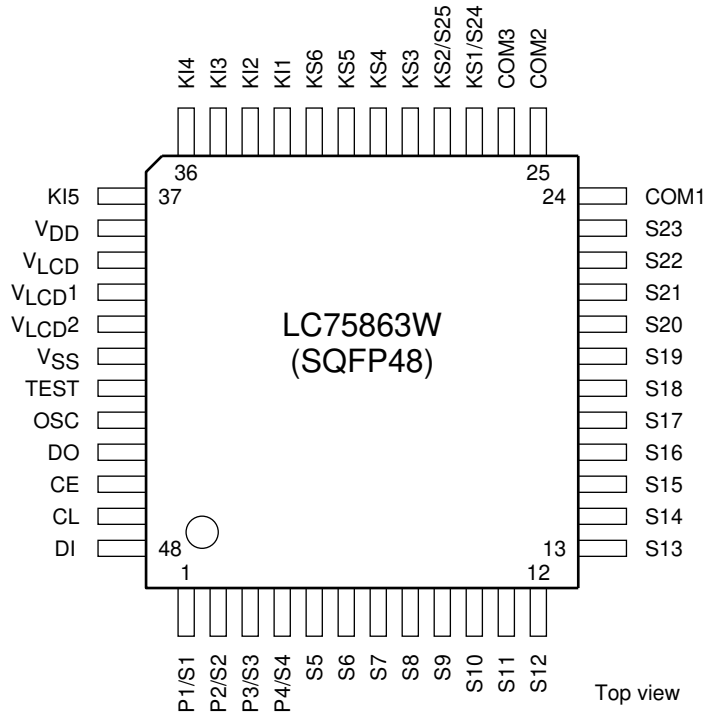 KI4 KI3 KI2 KI1 KS6 KS5 KS4 KS3 KS2/S25 KS1/S24 COM3 COM2
36 25
KI5 37 24 COM1
VDD S23
VLCD S22
VLCD1 S21
VLCD2 S20
VSS S19
TEST S18
OSC S17
DO S16
CE S15
CL S14
DI 48 13 S13
LC75863W
(SQFP48)
1 12
P1/S1 P2/S2 P3/S3 P4/S4 S5 S6 S7 S8 S9 S10 S11 S12
Top view